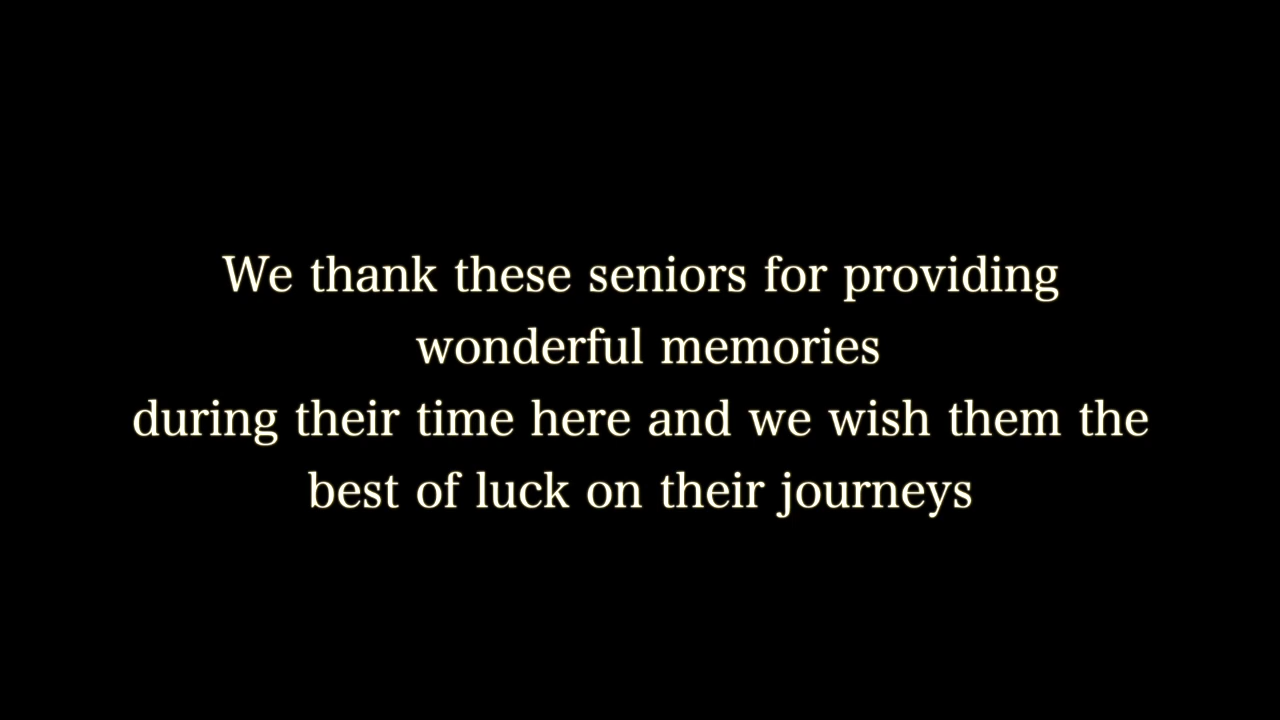 We thank these seniors for providing
wonderful memories
during their time here and we wish them the
best of luck on their journeys